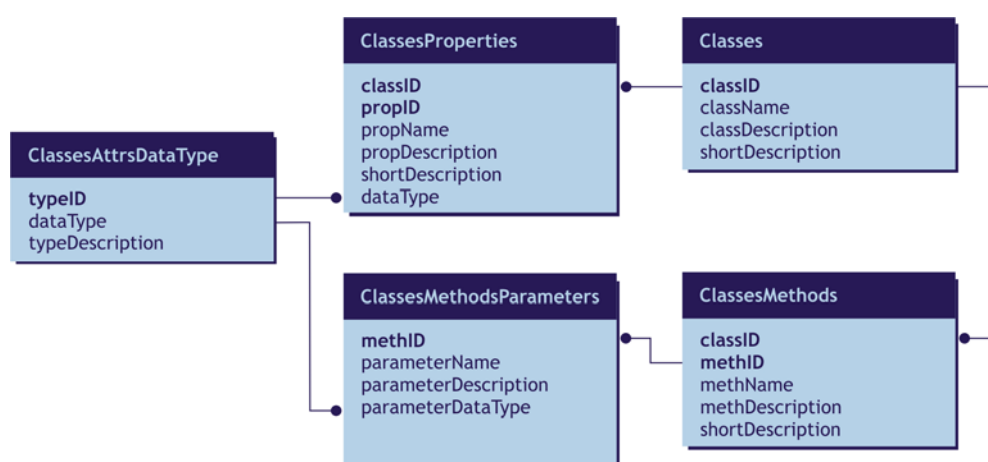 ClassesProperties
classID
propID
propName
propDescription
shortDescription
dataType
Classes
classID
className
classDescription
shortDescription
ClassesAttrsDataType
typeID
dataType
typeDescription
ClassesMethodsParameters
methID
parameterName
parameterDescription
parameterDataType
ClassesMethods
classID
methID
methName
methDescription
shortDescription